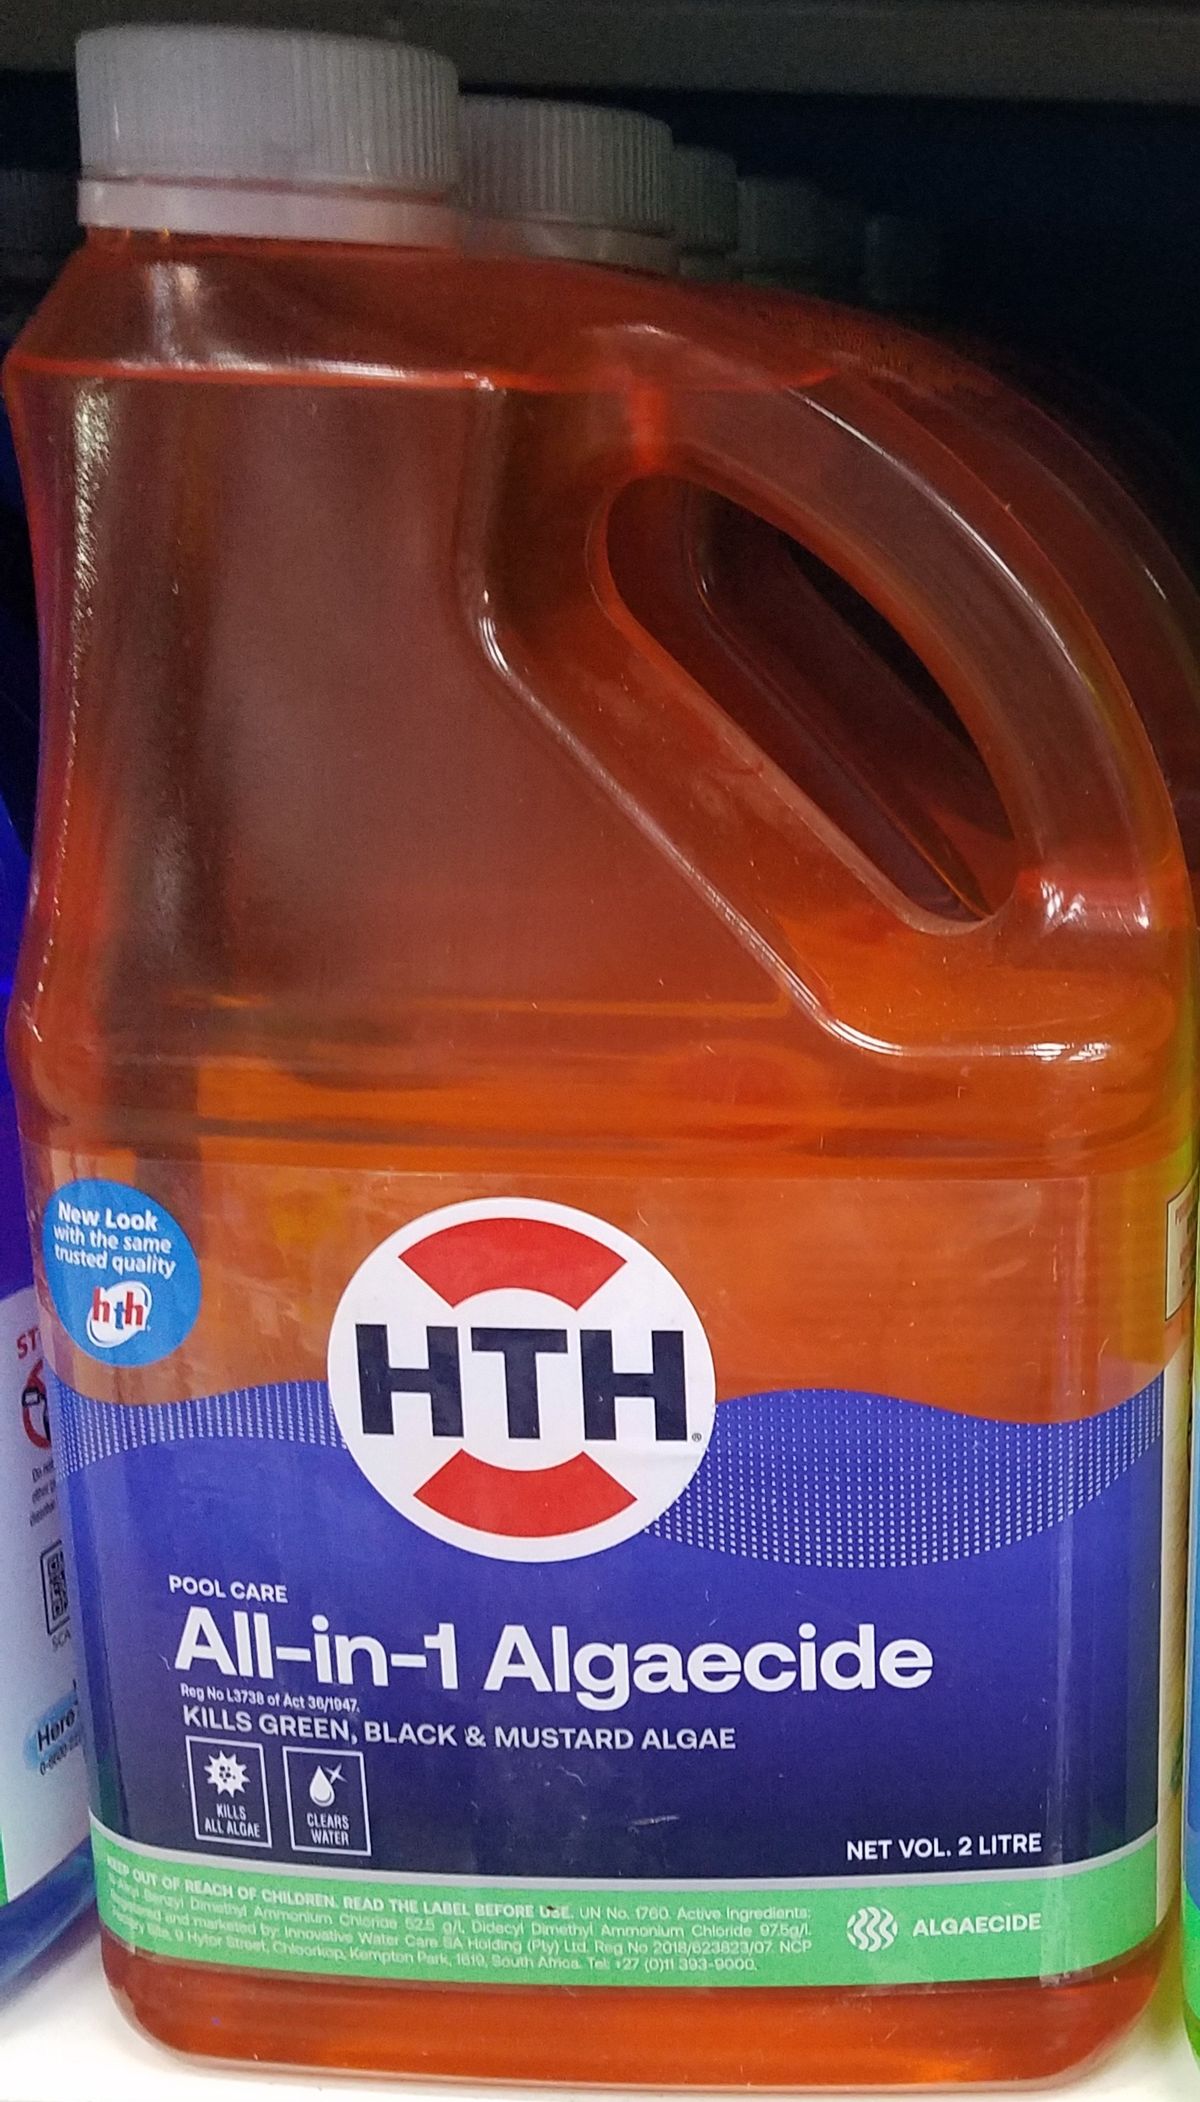 New Look
with the same
trusted quality
hth
HTH®
POOL CARE
All-in-1 Algaecide
Reg No L3738 of Act 36/1947.
KILLS GREEN, BLACK & MUSTARD ALGAE
KILLS
ALL ALGAE
CLEARS
WATER
NET VOL. 2 LITRE
KEEP OUT OF REACH OF CHILDREN. READ THE LABEL BEFORE USE. UN No. 1760. Active Ingredients:
Benzyl Dimethyl Ammonium Chloride 52.5 g/l, Didecyl Dimethyl Ammonium Chloride 97.5g/l.
Registered and marketed by: Innovative Water Care SA Holding (Pty) Ltd. Reg No 2018/623823/07. NCP
Site, 9 Hytor Street, Chloorkop, Kempton Park, 1619, South Africa. Tel: +27 (0)11 393-9000.
ALGAECIDE